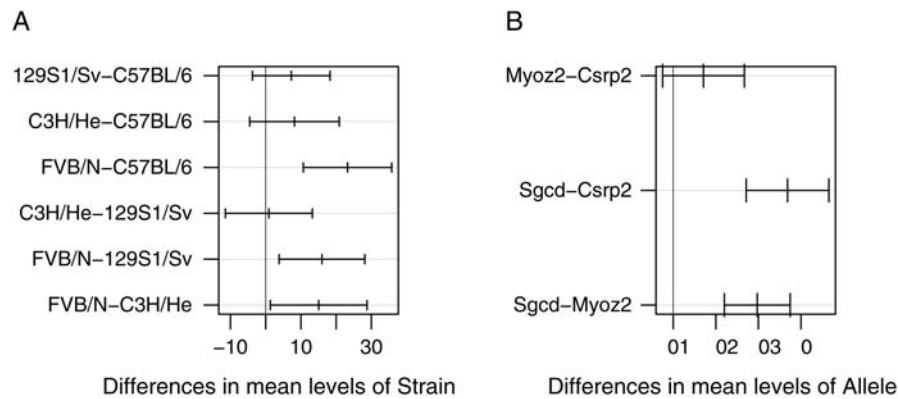 A
129S1/Sv−C57BL/6
C3H/He−C57BL/6
FVB/N−C57BL/6
C3H/He−129S1/Sv
FVB/N−129S1/Sv
FVB/N−C3H/He
−10 10 30
Differences in mean levels of Strain
B
Myoz2−Csrp2
Sgcd−Csrp2
Sgcd−Myoz2
01 02 03 0
Differences in mean levels of Allele